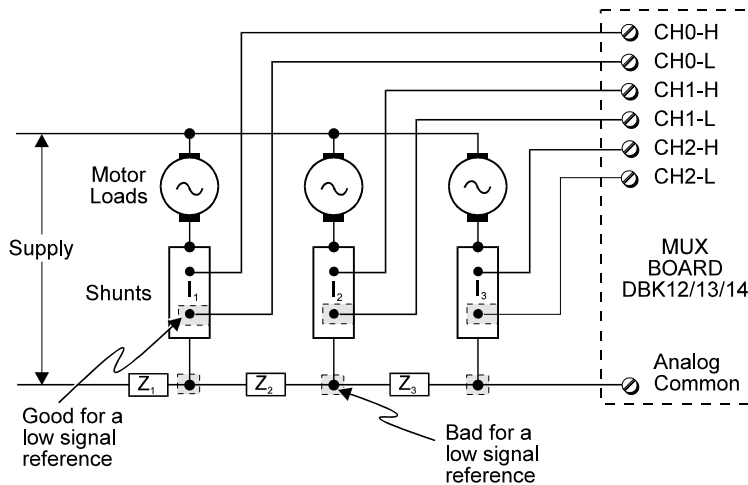 CH0-H
CH0-L
CH1-H
CH1-L
CH2-H
CH2-L
Motor
Loads
Supply
Shunts
I1
I2
I3
MUX
BOARD
DBK12/13/14
Z1
Z2
Z3
Analog
Common
Good for a
low signal
reference
Bad for a
low signal
reference